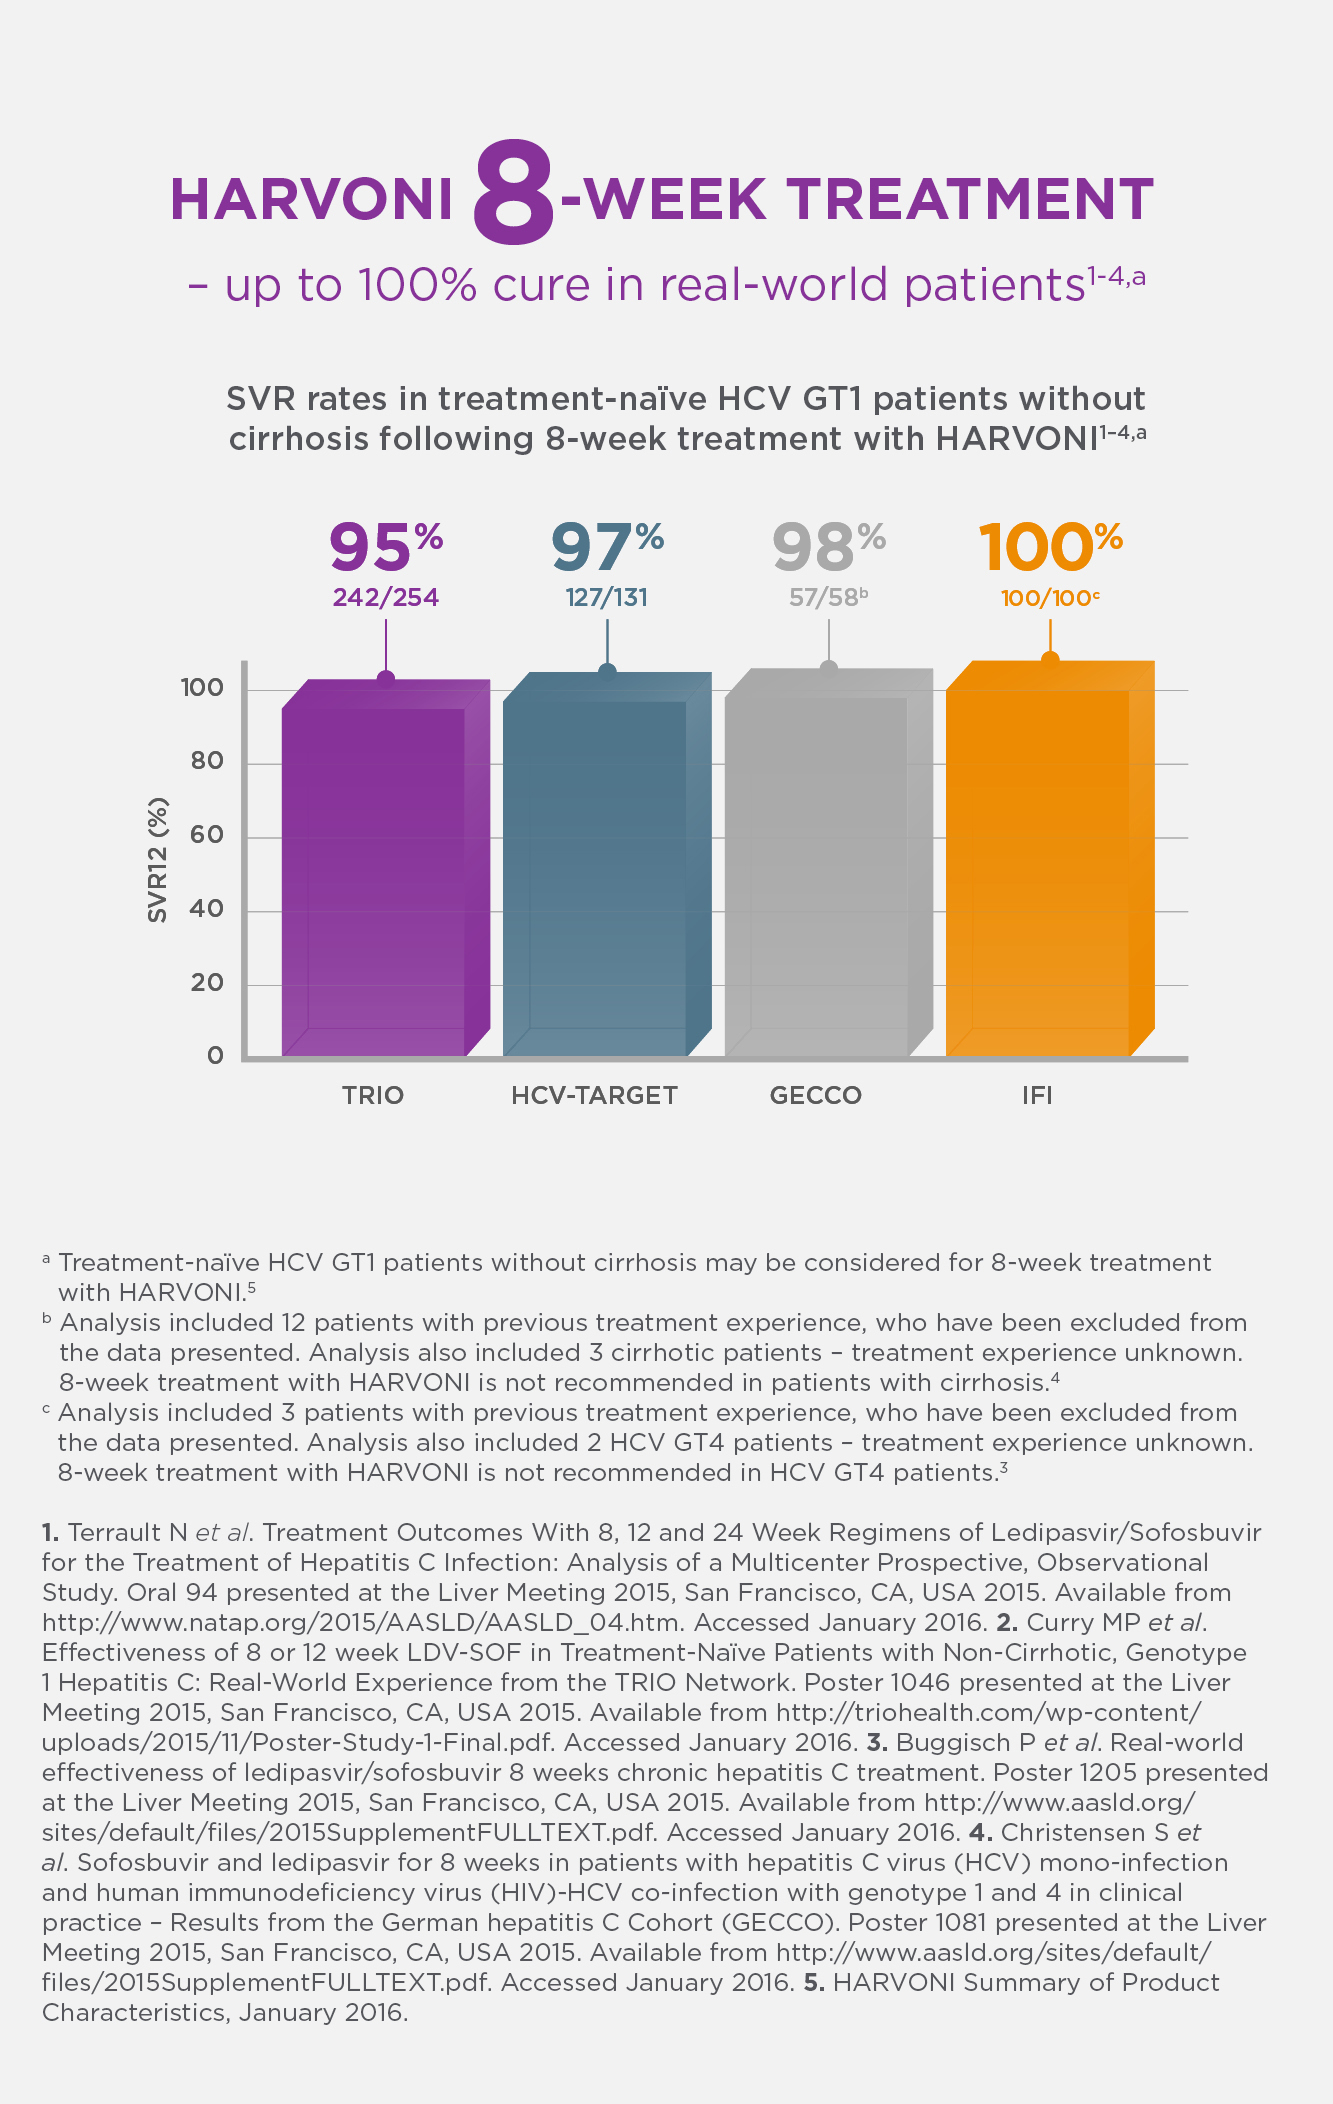 HARVONI 8-WEEK TREATMENT
– up to 100% cure in real-world patients1-4,a
SVR rates in treatment-naïve HCV GT1 patients without
cirrhosis following 8-week treatment with HARVONI1–4,a
95% 97% 98% 100%
242/254 127/131 57/58b 100/100c
SVR12 (%)
100
80
60
40
20
0
TRIO HCV-TARGET GECCO IFI
a Treatment-naïve HCV GT1 patients without cirrhosis may be considered for 8-week treatment
with HARVONI.5
b Analysis included 12 patients with previous treatment experience, who have been excluded from
the data presented. Analysis also included 3 cirrhotic patients – treatment experience unknown.
8-week treatment with HARVONI is not recommended in patients with cirrhosis.4
c Analysis included 3 patients with previous treatment experience, who have been excluded from
the data presented. Analysis also included 2 HCV GT4 patients – treatment experience unknown.
8-week treatment with HARVONI is not recommended in HCV GT4 patients.3
1. Terrault N et al. Treatment Outcomes With 8, 12 and 24 Week Regimens of Ledipasvir/Sofosbuvir
for the Treatment of Hepatitis C Infection: Analysis of a Multicenter Prospective, Observational
Study. Oral 94 presented at the Liver Meeting 2015, San Francisco, CA, USA 2015. Available from
http://www.natap.org/2015/AASLD/AASLD_04.htm. Accessed January 2016. 2. Curry MP et al.
Effectiveness of 8 or 12 week LDV-SOF in Treatment-Naïve Patients with Non-Cirrhotic, Genotype
1 Hepatitis C: Real-World Experience from the TRIO Network. Poster 1046 presented at the Liver
Meeting 2015, San Francisco, CA, USA 2015. Available from http://triohealth.com/wp-content/
uploads/2015/11/Poster-Study-1-Final.pdf. Accessed January 2016. 3. Buggisch P et al. Real-world
effectiveness of ledipasvir/sofosbuvir 8 weeks chronic hepatitis C treatment. Poster 1205 presented
at the Liver Meeting 2015, San Francisco, CA, USA 2015. Available from http://www.aasld.org/
sites/default/files/2015SupplementFULLTEXT.pdf. Accessed January 2016. 4. Christensen S et
al. Sofosbuvir and ledipasvir for 8 weeks in patients with hepatitis C virus (HCV) mono-infection
and human immunodeficiency virus (HIV)-HCV co-infection with genotype 1 and 4 in clinical
practice – Results from the German hepatitis C Cohort (GECCO). Poster 1081 presented at the Liver
Meeting 2015, San Francisco, CA, USA 2015. Available from http://www.aasld.org/sites/default/
files/2015SupplementFULLTEXT.pdf. Accessed January 2016. 5. HARVONI Summary of Product
Characteristics, January 2016.